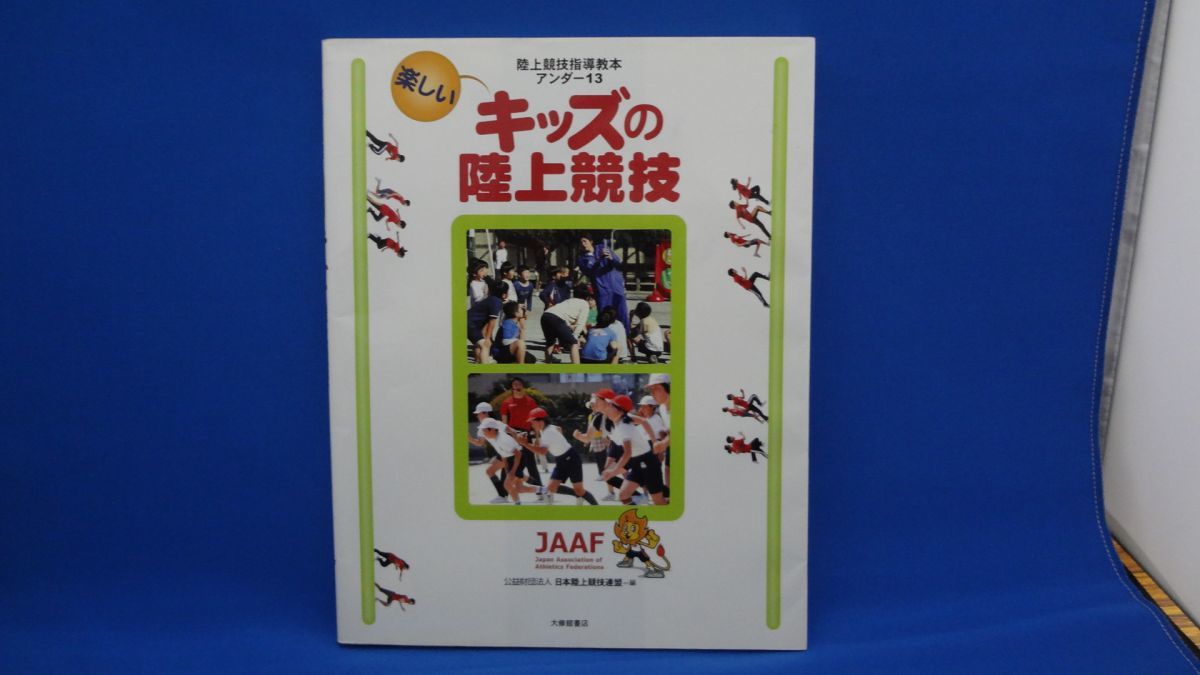 陸上競技指導教本
アンダー13
楽しい
キッズの
陸上競技
JAAF
Japan Association of
Athletics Federations
公益財団法人 日本陸上競技連盟―編
大修館書店